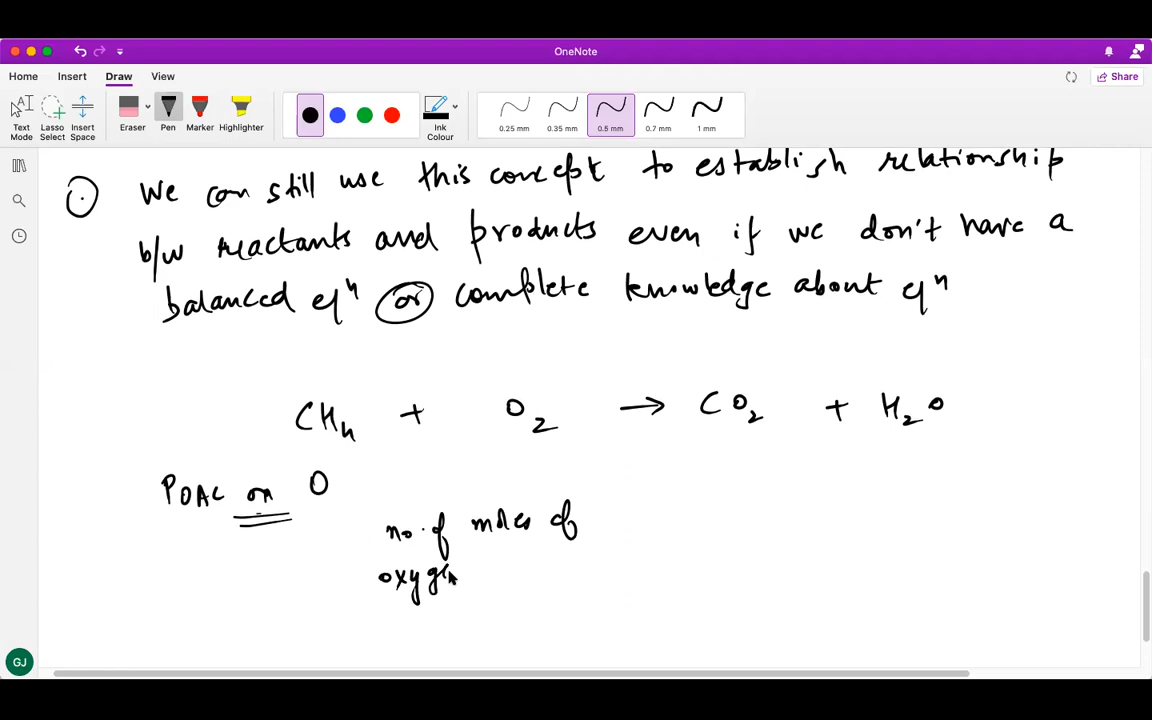 OneNote
Home Insert Draw View
Share
Text Mode
Lasso Select
Insert Space
Eraser
Pen
Marker
Highlighter
Ink Colour
0.25 mm
0.35 mm
0.5 mm
0.7 mm
1 mm
We can still use this concept to establish relationship
b/w reactants and products even if we don't have a
balanced eqⁿ or complete knowledge about eqⁿ
CH₄ + O₂ → CO₂ + H₂O
POAC on O
no. of moles of
oxyge
GJ